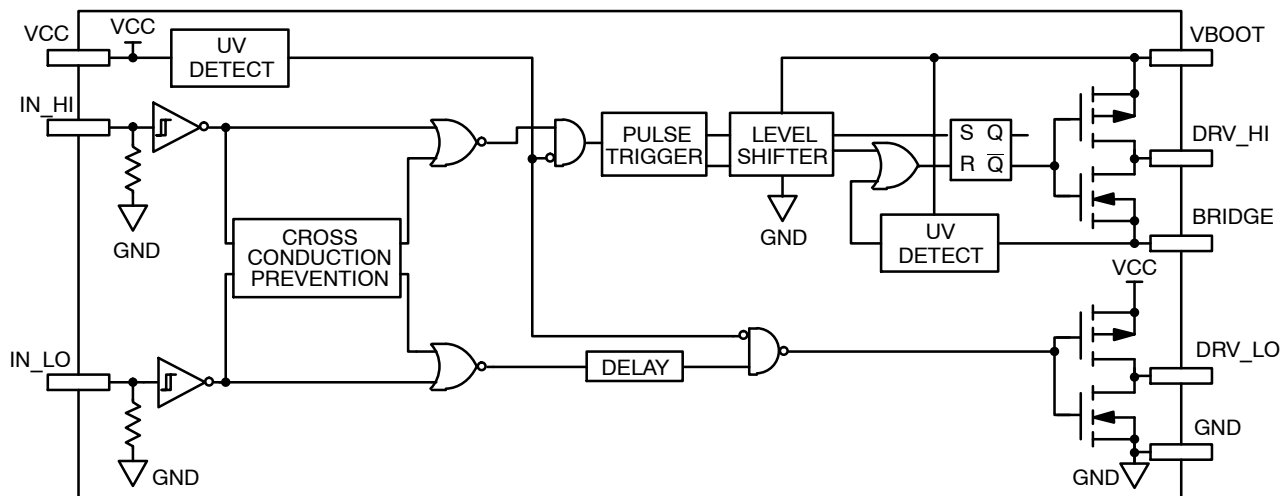 VCC
VCC
UV
DETECT
VBOOT
IN_HI
PULSE
TRIGGER
LEVEL
SHIFTER
S Q
R Q̅
DRV_HI
GND
GND
CROSS
CONDUCTION
PREVENTION
UV
DETECT
BRIDGE
VCC
IN_LO
DELAY
DRV_LO
GND
GND
GND